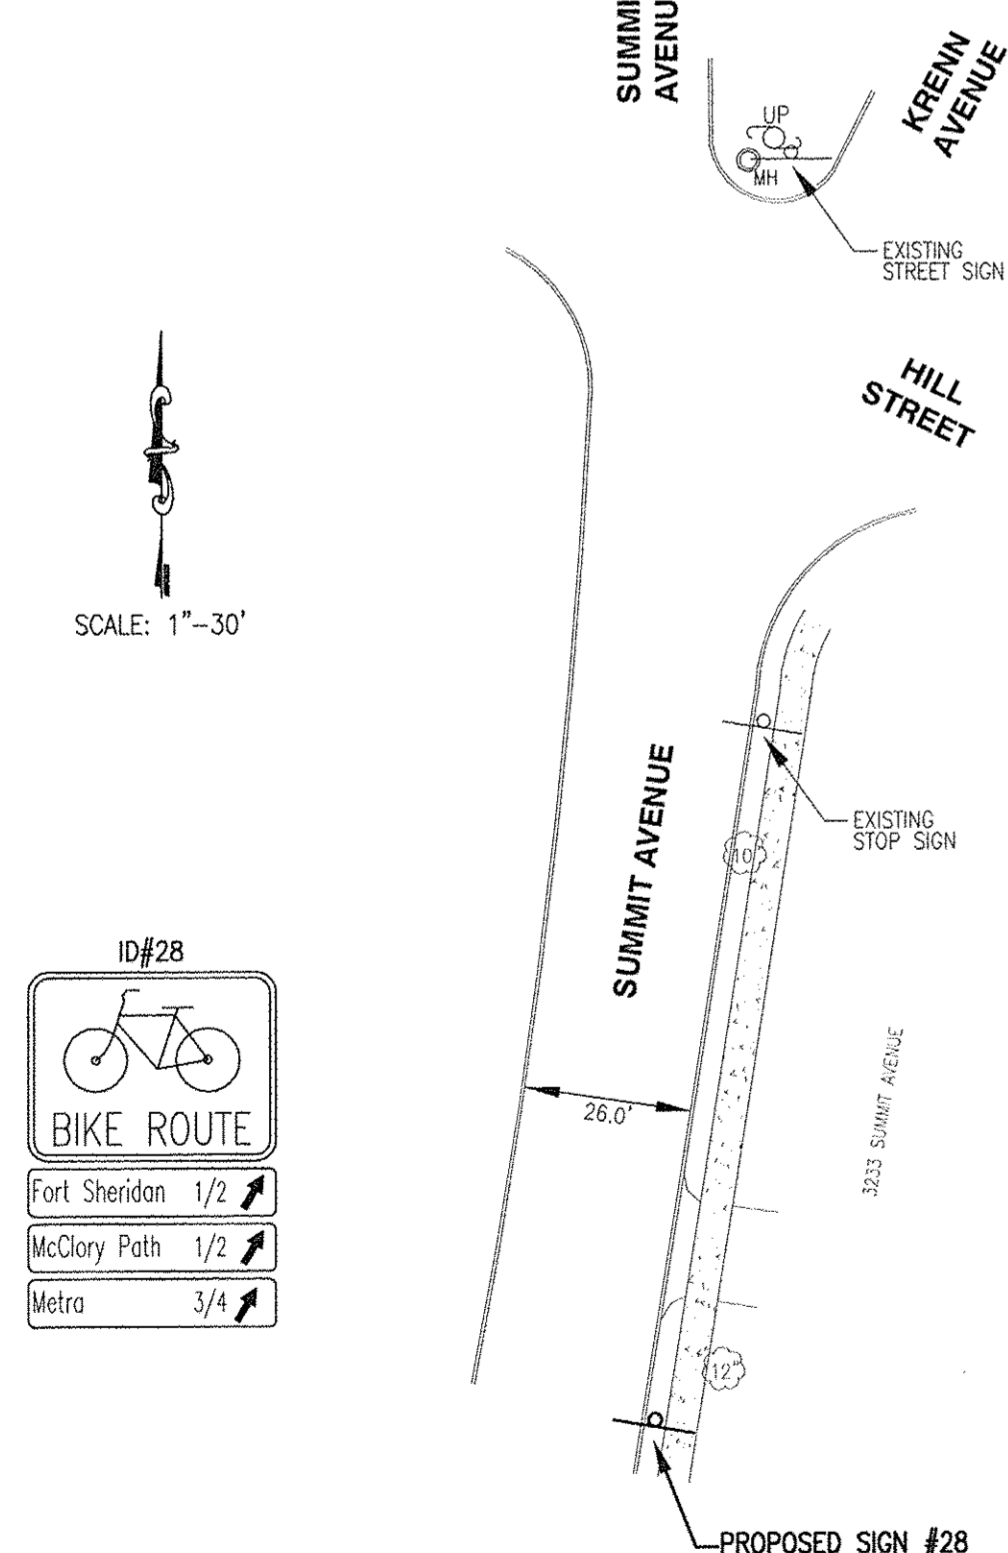 SUMMI
AVENU
KRENN
AVENUE
UP
MH
EXISTING
STREET SIGN
HILL
STREET
SCALE: 1"-30'
EXISTING
STOP SIGN
10
SUMMIT AVENUE
ID#28
BIKE ROUTE
Fort Sheridan 1/2
McClory Path 1/2
Metra 3/4
26.0'
3233 SUMMIT AVENUE
12"
PROPOSED SIGN #28